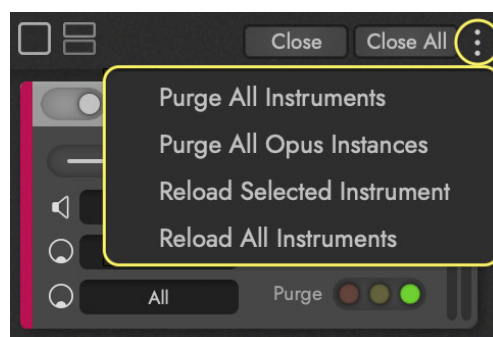 Close Close All
Purge All Instruments
Purge All Opus Instances
Reload Selected Instrument
Reload All Instruments
All Purge